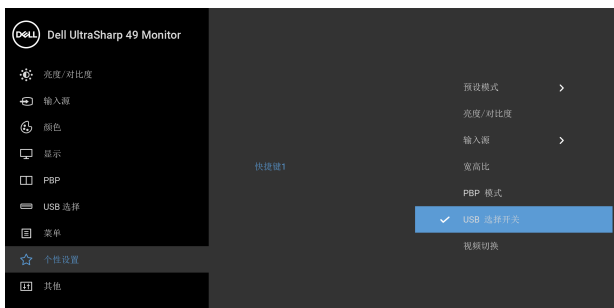 DELL Dell UltraSharp 49 Monitor
亮度/对比度
输入源
颜色
显示
PBP
USB 选择
菜单
个性设置
其他
快捷键1
预设模式
亮度/对比度
输入源
宽高比
PBP 模式
USB 选择开关
视频切换